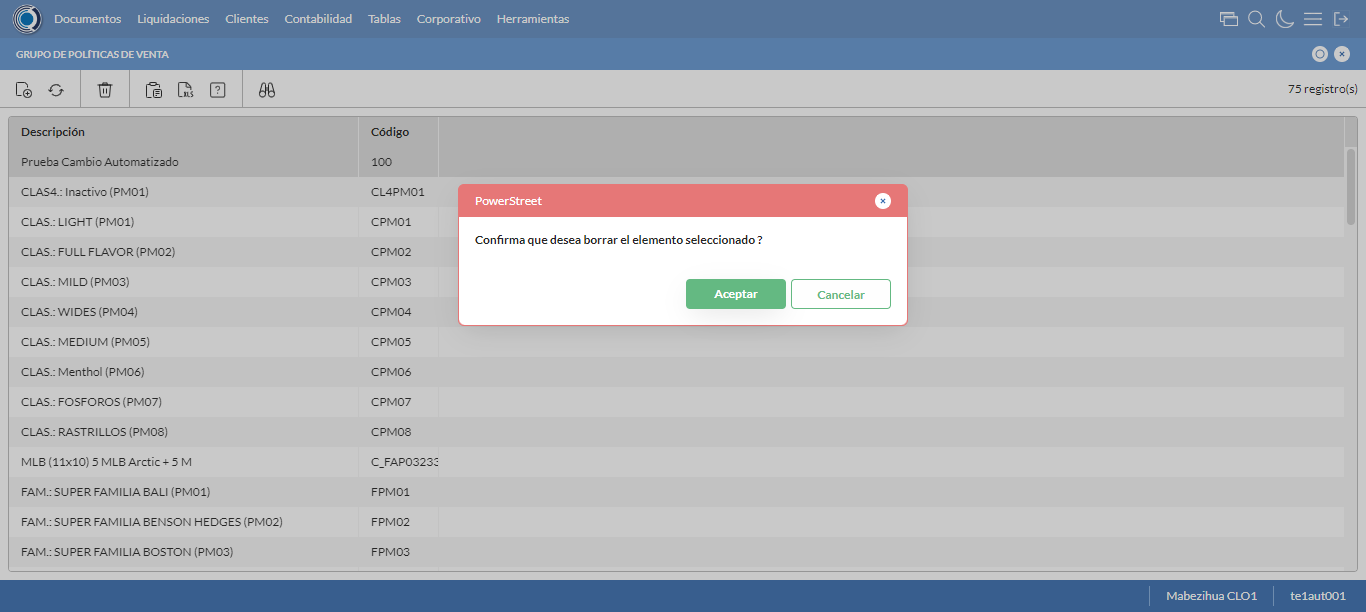 Documentos Liquidaciones Clientes Contabilidad Tablas Corporativo Herramientas
GRUPO DE POLÍTICAS DE VENTA
XLS ? 75 registro(s)
Descripción Código
Prueba Cambio Automatizado 100
CLAS4.: Inactivo (PM01) CL4PM01
CLAS.: LIGHT (PM01) CPM01
CLAS.: FULL FLAVOR (PM02) CPM02
CLAS.: MILD (PM03) CPM03
CLAS.: WIDES (PM04) CPM04
CLAS.: MEDIUM (PM05) CPM05
CLAS.: Menthol (PM06) CPM06
CLAS.: FOSFOROS (PM07) CPM07
CLAS.: RASTRILLOS (PM08) CPM08
MLB (11x10) 5 MLB Arctic + 5 M C_FAP03233
FAM.: SUPER FAMILIA BALI (PM01) FPM01
FAM.: SUPER FAMILIA BENSON HEDGES (PM02) FPM02
FAM.: SUPER FAMILIA BOSTON (PM03) FPM03
PowerStreet
Confirma que desea borrar el elemento seleccionado ?
Aceptar Cancelar
Mabezihua CLO1 te1aut001